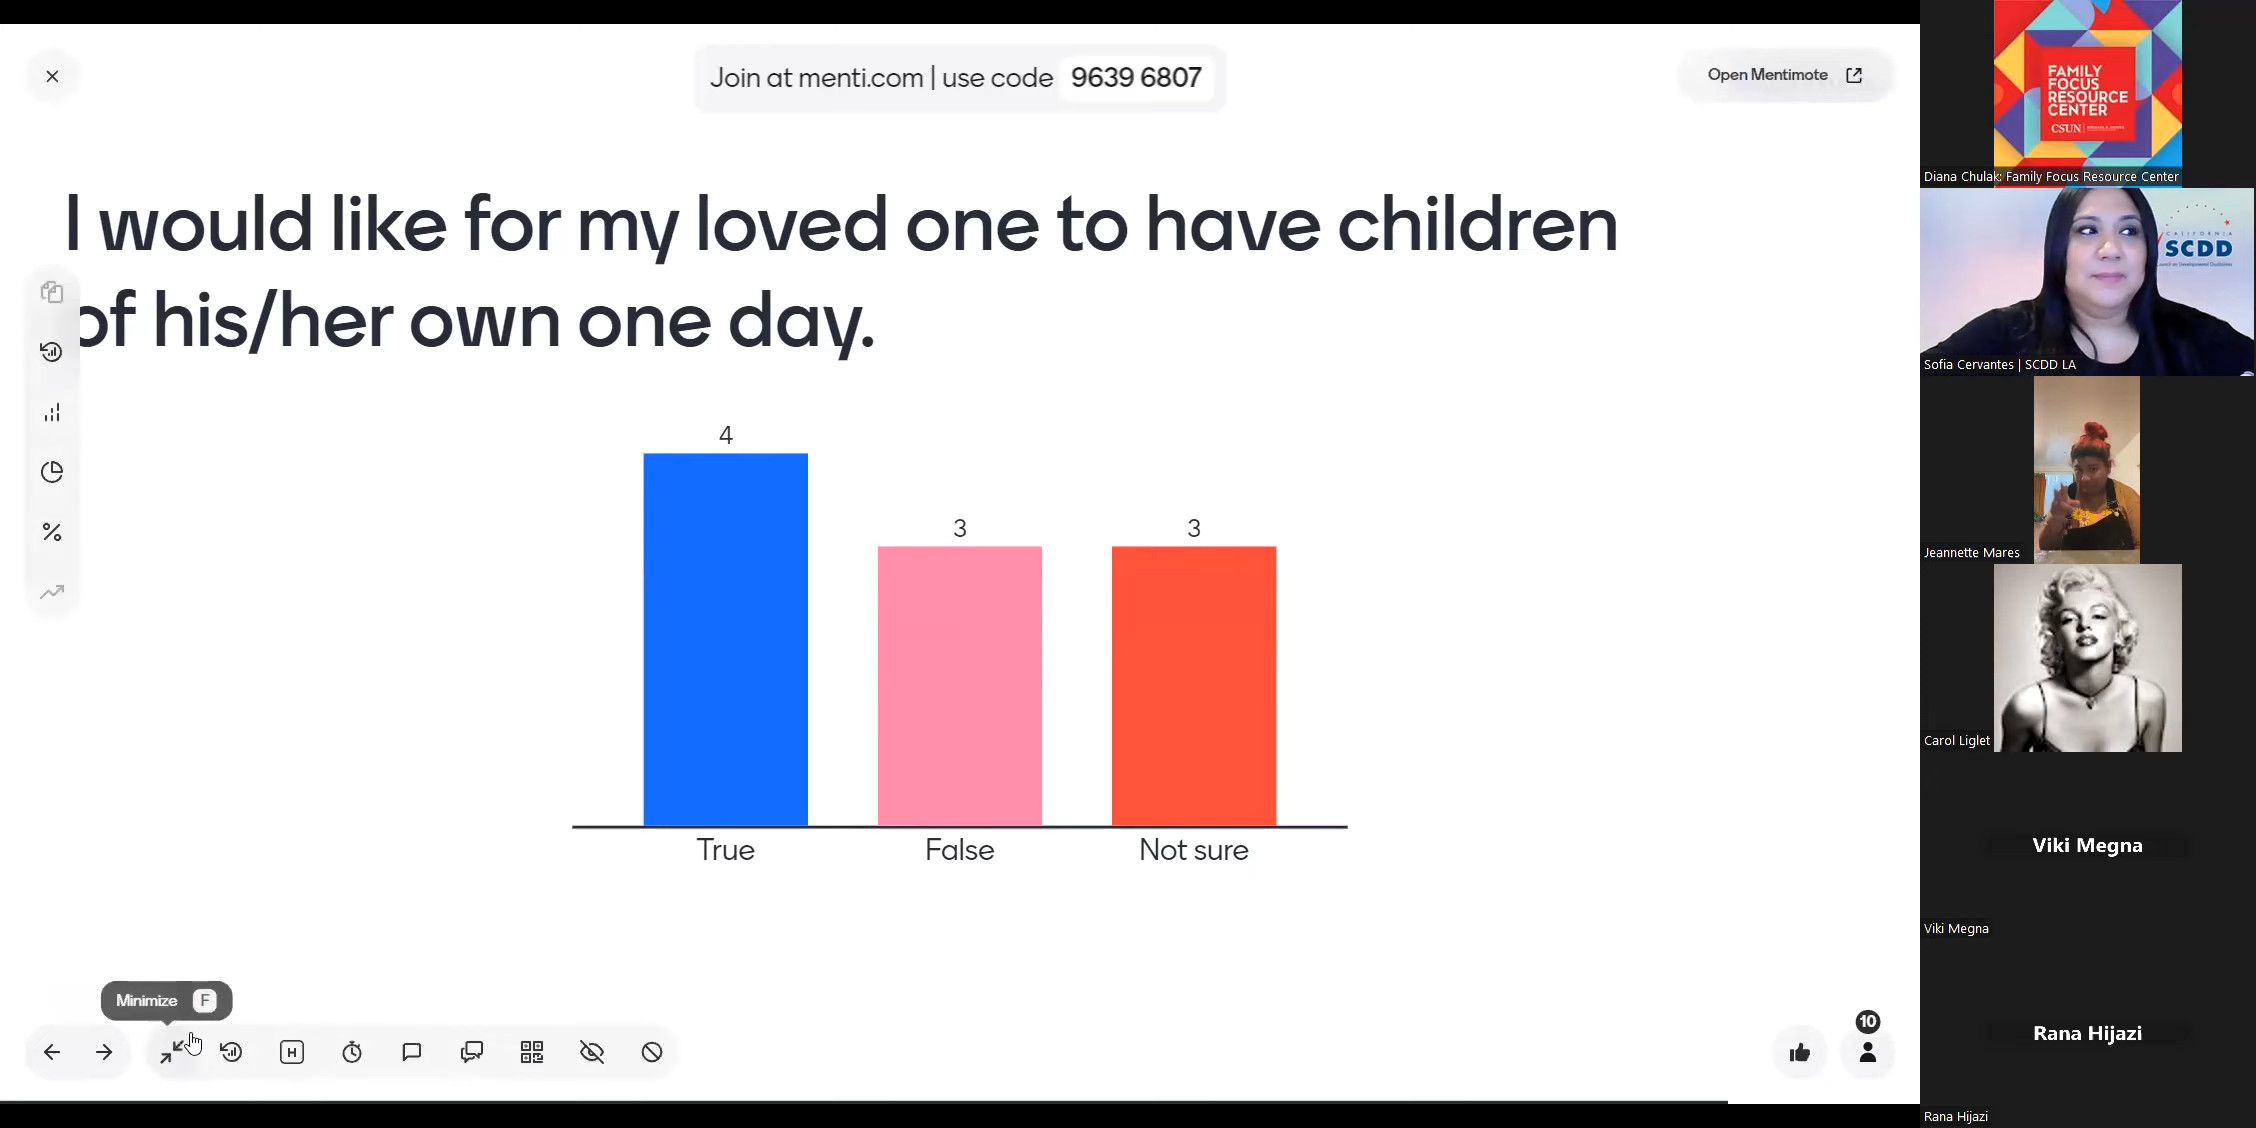 Join at menti.com | use code 9639 6807
Open Mentimote
I would like for my loved one to have children
of his/her own one day.
4
3
3
True
False
Not sure
Minimize F
H
10
FAMILY
FOCUS
RESOURCE
CENTER
CSUN
Diana Chulak: Family Focus Resource Center
CALIFORNIA
SCDD
Sofia Cervantes | SCDD LA
Jeannette Mares
Carol Liglet
Viki Megna
Viki Megna
Rana Hijazi
Rana Hijazi